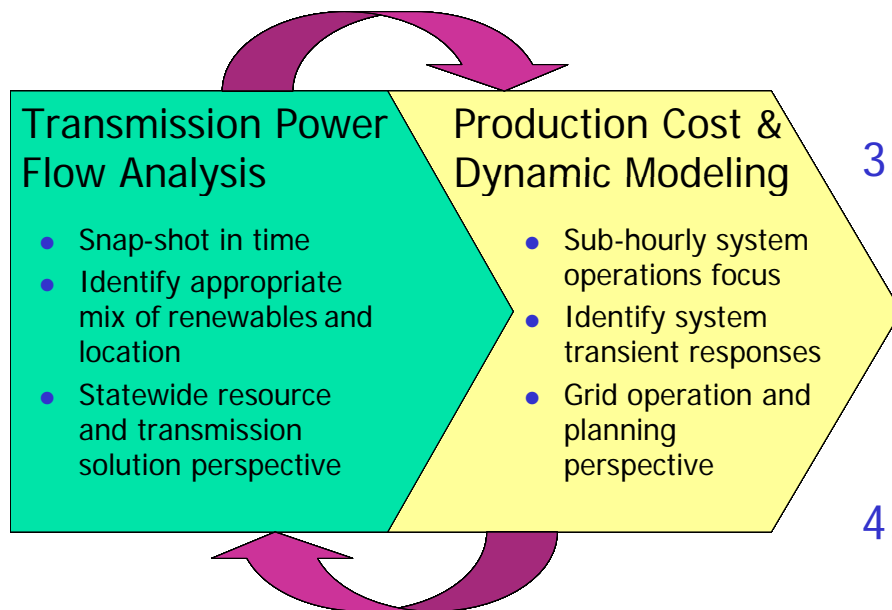 Transmission Power
Flow Analysis
Snap-shot in time
Identify appropriate
mix of renewables and
location
Statewide resource
and transmission
solution perspective
Production Cost &
Dynamic Modeling
Sub-hourly system
operations focus
Identify system
transient responses
Grid operation and
planning
perspective
3
4